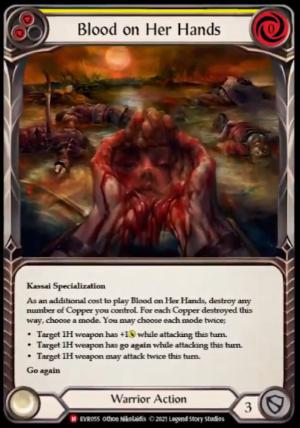 Blood on Her Hands
Kassai Specialization
As an additional cost to play Blood on Her Hands, destroy any
number of Copper you control. For each Copper destroyed this
way, choose a mode. You may choose each mode twice;
• Target 1H weapon has +1 while attacking this turn.
• Target 1H weapon has go again while attacking this turn.
• Target 1H weapon may attack twice this turn.
Go again
Warrior Action
3
M EVR055 Othon Nikolaidis © 2021 Legend Story Studios